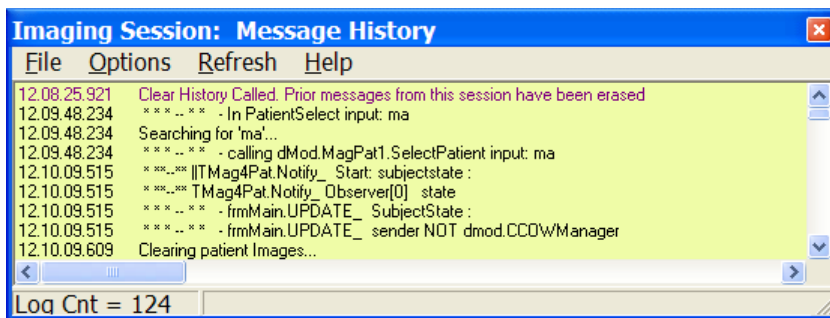 Imaging Session:  Message History
File Options Refresh Help
12.08.25.921 Clear History Called. Prior messages from this session have been erased
12.09.48.234 * * * -- * * - In PatientSelect input: ma
12.09.48.234 Searching for 'ma'...
12.09.48.234 * * * -- * * - calling dMod.MagPat1.SelectPatient input: ma
12.10.09.515 * **--** ||TMag4Pat.Notify_ Start: subjectstate :
12.10.09.515 * **--** TMag4Pat.Notify_ Observer[0] state
12.10.09.515 * * * -- * * - frmMain.UPDATE_ SubjectState :
12.10.09.515 * * * -- * * - frmMain.UPDATE_ sender NOT dmod.CCOWManager
12.10.09.609 Clearing patient Images...
Log Cnt = 124